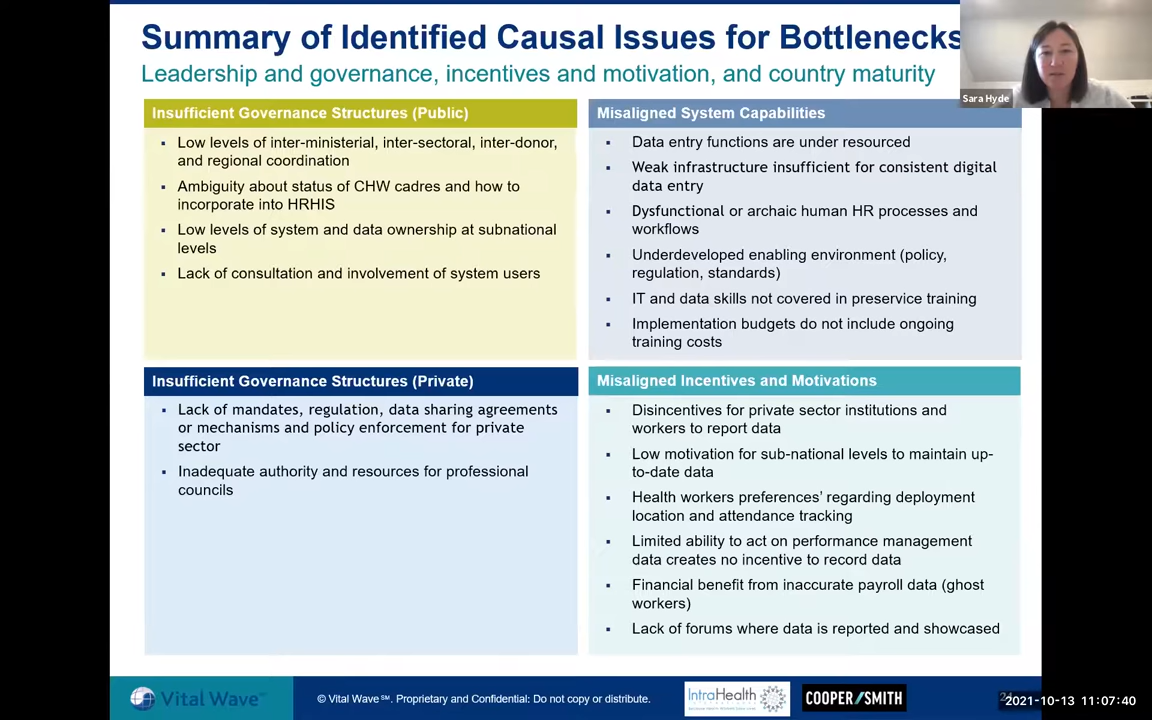 Summary of Identified Causal Issues for Bottlenecks
Leadership and governance, incentives and motivation, and country maturity
Sara Hyde
Insufficient Governance Structures (Public)
▪ Low levels of inter-ministerial, inter-sectoral, inter-donor,
and regional coordination
▪ Ambiguity about status of CHW cadres and how to
incorporate into HRHIS
▪ Low levels of system and data ownership at subnational
levels
▪ Lack of consultation and involvement of system users
Misaligned System Capabilities
▪ Data entry functions are under resourced
▪ Weak infrastructure insufficient for consistent digital
data entry
▪ Dysfunctional or archaic human HR processes and
workflows
▪ Underdeveloped enabling environment (policy,
regulation, standards)
▪ IT and data skills not covered in preservice training
▪ Implementation budgets do not include ongoing
training costs
Insufficient Governance Structures (Private)
▪ Lack of mandates, regulation, data sharing agreements
or mechanisms and policy enforcement for private
sector
▪ Inadequate authority and resources for professional
councils
Misaligned Incentives and Motivations
▪ Disincentives for private sector institutions and
workers to report data
▪ Low motivation for sub-national levels to maintain up-
to-date data
▪ Health workers preferences’ regarding deployment
location and attendance tracking
▪ Limited ability to act on performance management
data creates no incentive to record data
▪ Financial benefit from inaccurate payroll data (ghost
workers)
▪ Lack of forums where data is reported and showcased
Vital Wave℠
© Vital Wave℠. Proprietary and Confidential: Do not copy or distribute.
IntraHealth
COOPER/SMITH
2021-10-13 11:07:40